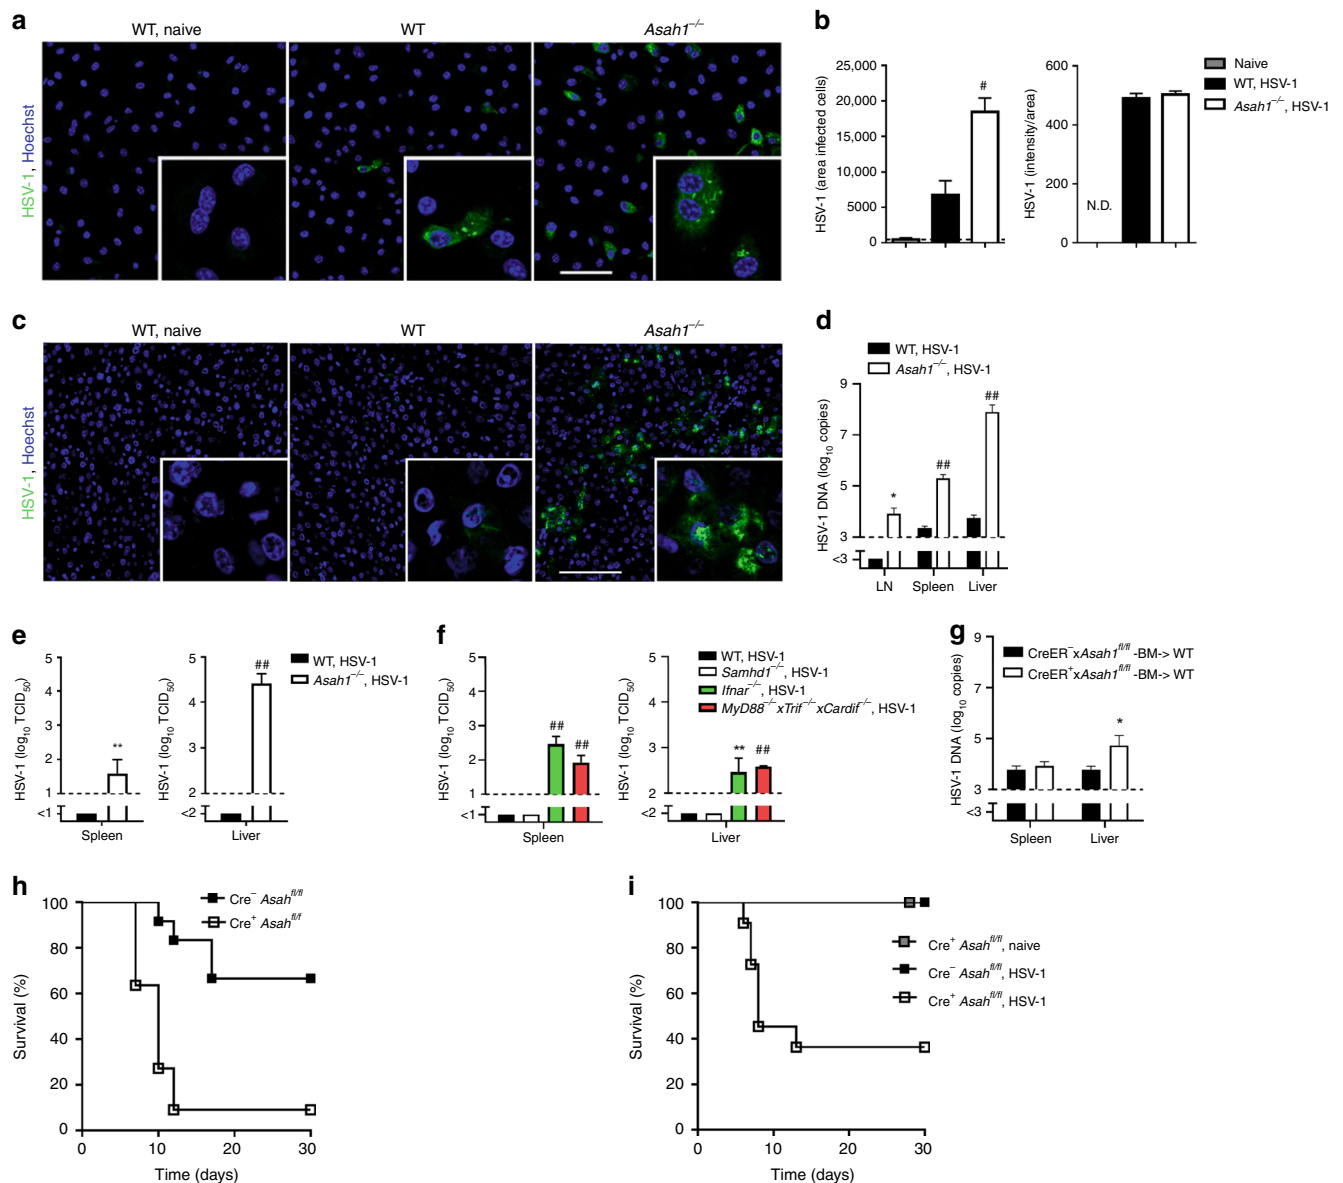 a
WT, naive
WT
Asah1−/−
HSV-1, Hoechst
b
25,000
20,000
15,000
10,000
5000
0
HSV-1 (area infected cells)
#
600
400
200
0
HSV-1 (intensity/area)
N.D.
Naive
WT, HSV-1
Asah1−/−, HSV-1
c
WT, naive
WT
Asah1−/−
HSV-1, Hoechst
d
WT, HSV-1
Asah1−/−, HSV-1
9
7
5
3
<3
HSV-1 DNA (log10 copies)
*
##
##
LN Spleen Liver
e
5
4
3
2
1
<1
HSV-1 (log10 TCID50)
**
Spleen
5
4
3
2
<2
HSV-1 (log10 TCID50)
##
Liver
WT, HSV-1
Asah1−/−, HSV-1
f
5
4
3
2
1
<1
HSV-1 (log10 TCID50)
##
##
Spleen
5
4
3
2
<2
HSV-1 (log10 TCID50)
**
##
Liver
WT, HSV-1
Samhd1−/−, HSV-1
Ifnar−/−, HSV-1
MyD88−/−xTrif−/−xCardif−/−, HSV-1
g
9
7
5
3
<3
HSV-1 DNA (log10 copies)
CreER−xAsah1fl/fl -BM-> WT
CreER+xAsah1fl/fl -BM-> WT
*
Spleen Liver
h
100
80
60
40
20
0
Survival (%)
Cre− Asahfl/fl
Cre+ Asahfl/f
0 10 20 30
Time (days)
i
100
80
60
40
20
0
Survival (%)
Cre+ Asahfl/fl, naive
Cre− Asahfl/fl, HSV-1
Cre+ Asahfl/fl, HSV-1
0 10 20 30
Time (days)